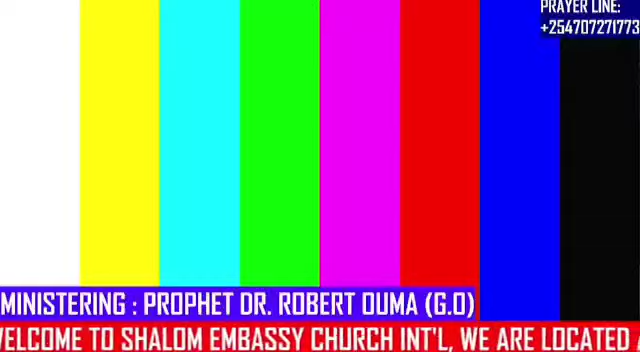 PRAYER LINE:
+254707271773
MINISTERING : PROPHET DR. ROBERT OUMA (G.O)
WELCOME TO SHALOM EMBASSY CHURCH INT'L, WE ARE LOCATED